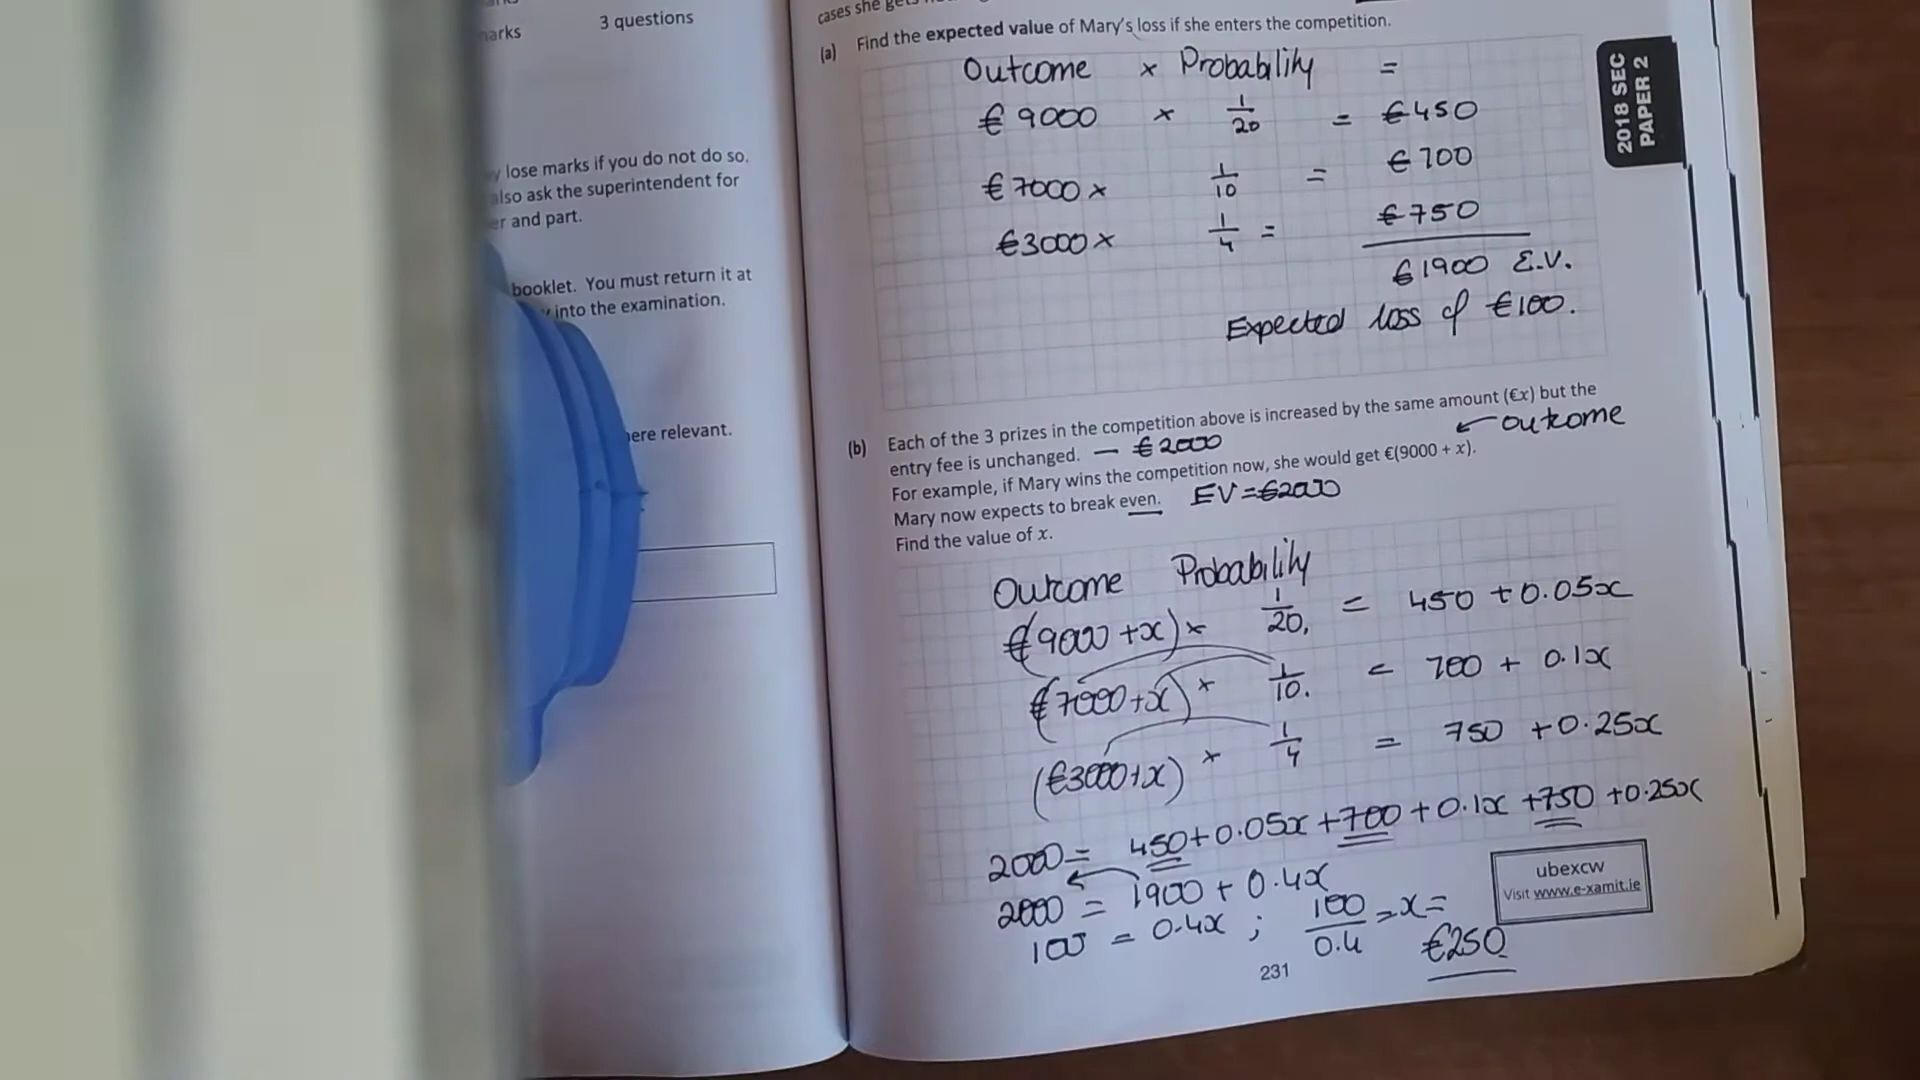 marks
3 questions
y lose marks if you do not do so.
also ask the superintendent for
er and part.
booklet. You must return it at
into the examination.
here relevant.
cases she gets
(a) Find the expected value of Mary's loss if she enters the competition.
Outcome × Probability =
€9000 × 1/20 = €450
€7000 × 1/10 = €700
€3000 × 1/4 = €750
€1900 E.V.
Expected loss of €100.
2018 SEC
PAPER 2
(b) Each of the 3 prizes in the competition above is increased by the same amount (€x) but the
entry fee is unchanged. — €2000 ← outcome
For example, if Mary wins the competition now, she would get €(9000 + x).
Mary now expects to break even. EV = €2000
Find the value of x.
Outcome Probability
€(9000 + x) × 1/20 = 450 + 0.05x
€(7000 + x) × 1/10 = 700 + 0.1x
(€3000 + x) × 1/4 = 750 + 0.25x
2000 = 450 + 0.05x + 700 + 0.1x + 750 + 0.25x
2000 = 1900 + 0.4x
100 = 0.4x ; 100/0.4 = x = €250
ubexcw
Visit www.e-xamit.ie
231